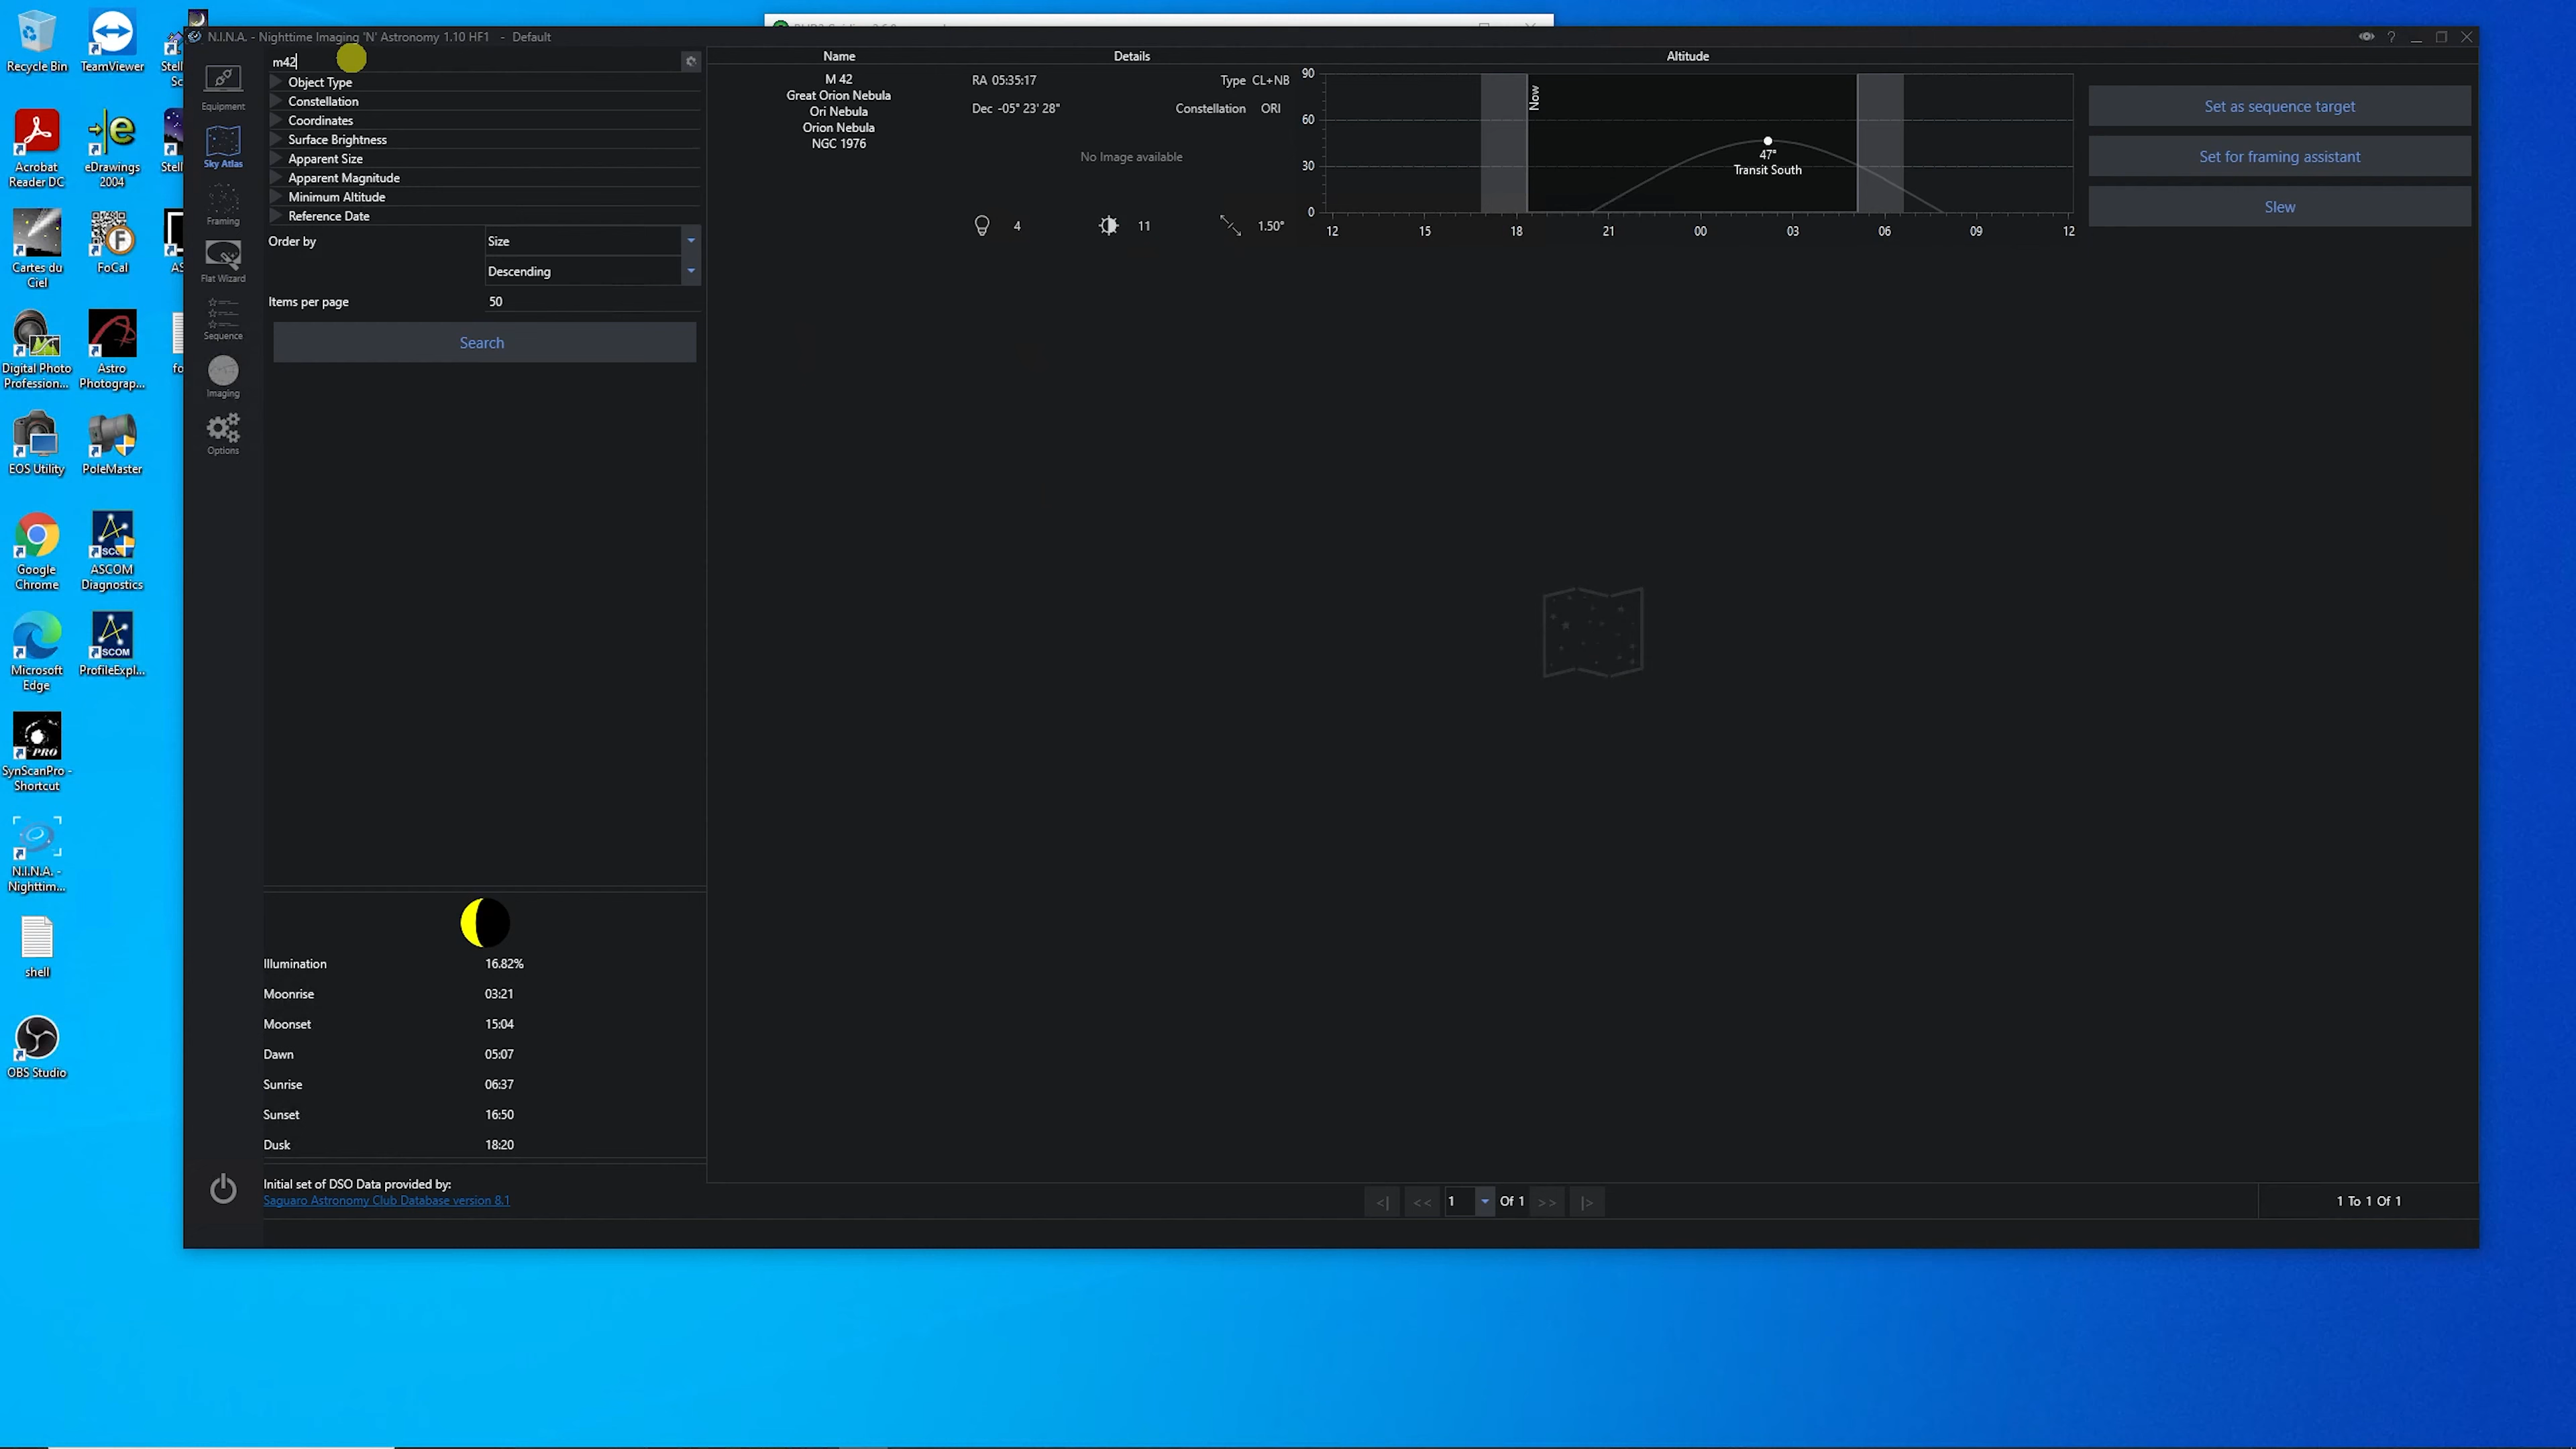 Recycle Bin
TeamViewer
Acrobat
Reader DC
eDrawings
2004
Cartes du
Ciel
FoCal
Digital Photo
Profession...
Astro
Photograp...
EOS Utility
PoleMaster
Google
Chrome
ASCOM
Diagnostics
Microsoft
Edge
ProfileExpl...
SynScanPro -
Shortcut
N.I.N.A. -
Nighttim...
shell
OBS Studio
N.I.N.A. - Nighttime Imaging 'N' Astronomy 1.10 HF1 - Default
Equipment
Sky Atlas
Framing
Flat Wizard
Sequence
Imaging
Options
m42
Object Type
Constellation
Coordinates
Surface Brightness
Apparent Size
Apparent Magnitude
Minimum Altitude
Reference Date
Order by Size
Descending
Items per page 50
Search
Illumination 16.82%
Moonrise 03:21
Moonset 15:04
Dawn 05:07
Sunrise 06:37
Sunset 16:50
Dusk 18:20
Initial set of DSO Data provided by:
Saguaro Astronomy Club Database version 8.1
Name Details Altitude
M 42
Great Orion Nebula
Ori Nebula
Orion Nebula
NGC 1976
RA 05:35:17 Type CL+NB
Dec -05° 23' 28" Constellation ORI
No Image available
4 11 1.50°
90
60
30
0
Now
47°
Transit South
12 15 18 21 00 03 06 09 12
Set as sequence target
Set for framing assistant
Slew
<| << 1 Of 1 >> |>
1 To 1 Of 1